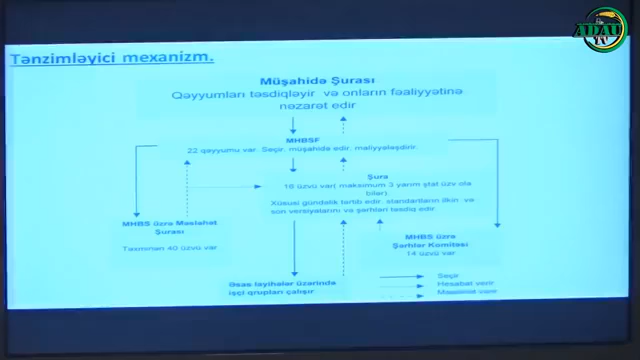 ADAU
TV
Tənzimləyici mexanizm.
Müşahidə Şurası
Qəyyumları təsdiqləyir və onların fəaliyyətinə
nəzarət edir
MHBSF
22 qəyyumu var. Seçir, müşahidə edir, maliyyələşdirir.
Şura
16 üzvü var( maksimum 3 yarım ştat üzv ola
bilər)
Xüsusi gündəlik tərtib edir, standartların ilkin və
son versiyalarını və şərhləri təsdiq edir.
MHBS üzrə Məsləhət
Şurası
Təxminən 40 üzvü var
MHBS üzrə
Şərhlər Komitəsi
14 üzvü var
Əsas layihələr üzərində
işçi qrupları çalışır
Seçir
Hesabat verir
Məsləhət verir